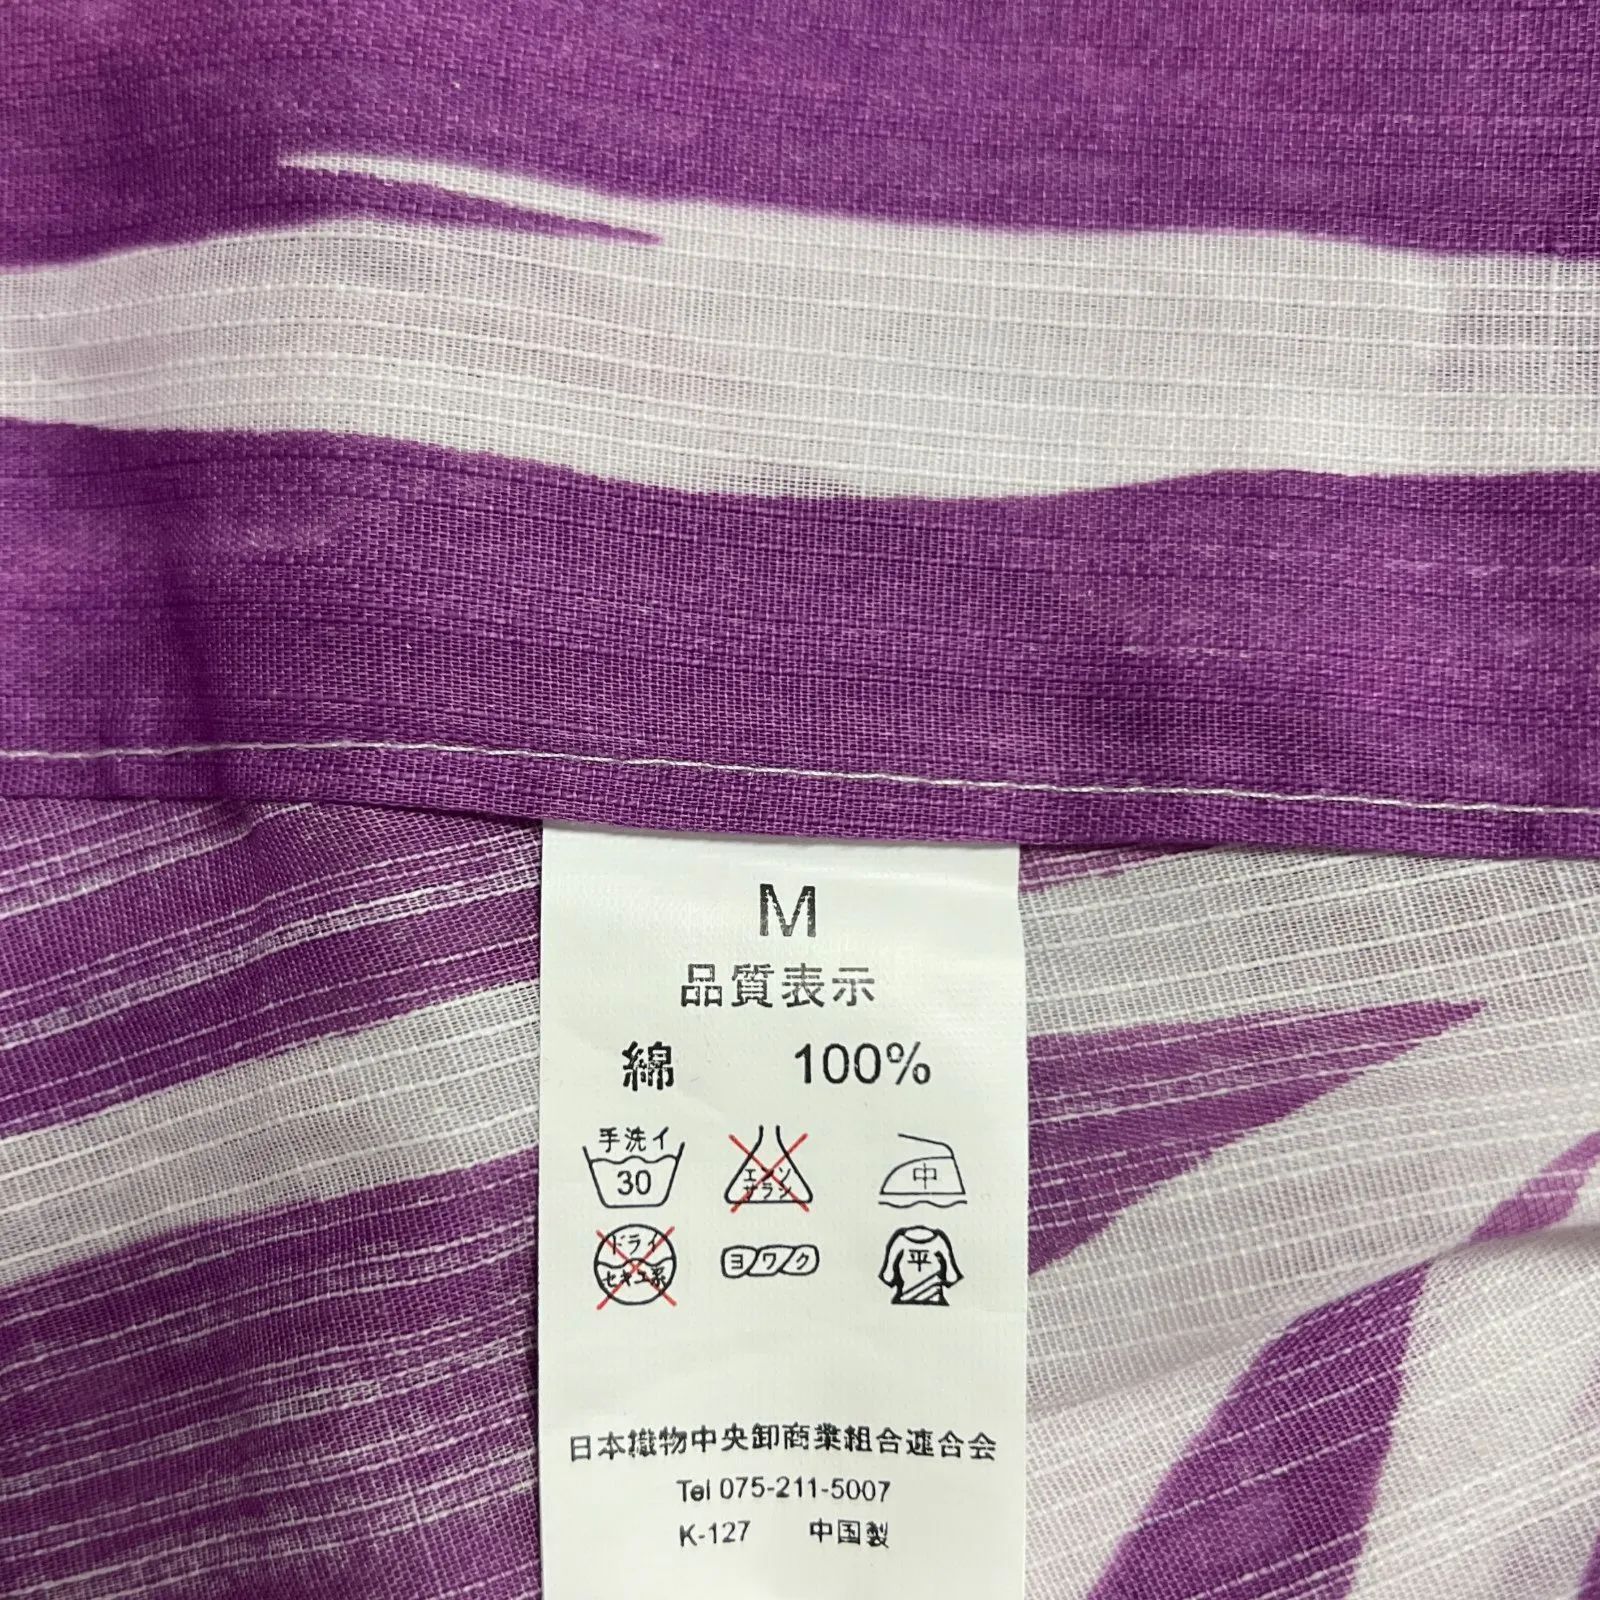 M
品質表示
綿 100%
手洗イ
30
エンソ
サラシ
中
ドライ
セキユ系
ヨワク
平
日本織物中央卸商業組合連合会
Tel 075-211-5007
K-127 中国製